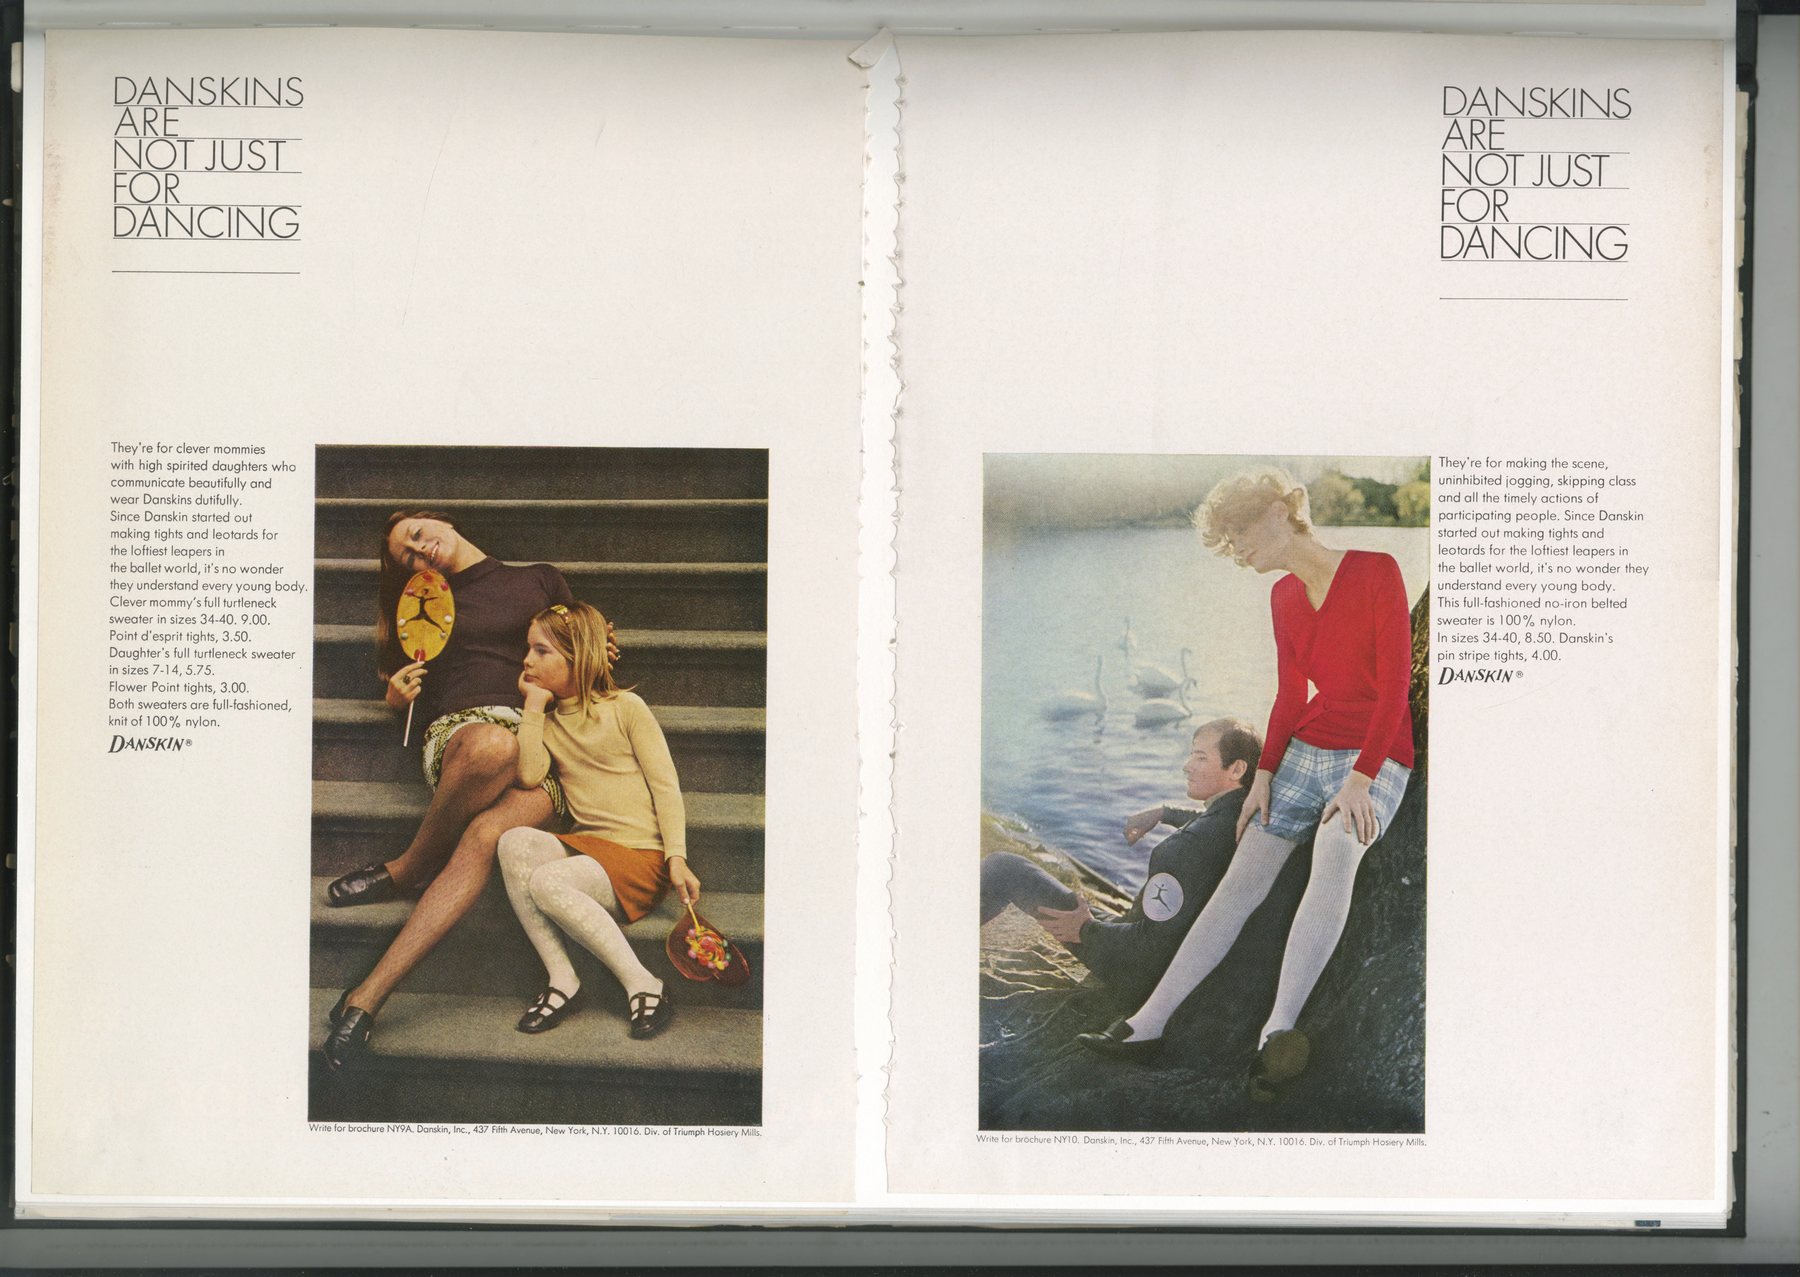 DANSKINS
ARE
NOT JUST
FOR
DANCING
They're for clever mommies
with high spirited daughters who
communicate beautifully and
wear Danskins dutifully.
Since Danskin started out
making tights and leotards for
the loftiest leapers in
the ballet world, it's no wonder
they understand every young body.
Clever mommy's full turtleneck
sweater in sizes 34-40. 9.00.
Point d'esprit tights, 3.50.
Daughter's full turtleneck sweater
in sizes 7-14, 5.75.
Flower Point tights, 3.00.
Both sweaters are full-fashioned,
knit of 100% nylon.
DANSKIN®
Write for brochure NY9A. Danskin, Inc., 437 Fifth Avenue, New York, N.Y. 10016. Div. of Triumph Hosiery Mills.
DANSKINS
ARE
NOT JUST
FOR
DANCING
They're for making the scene,
uninhibited jogging, skipping class
and all the timely actions of
participating people. Since Danskin
started out making tights and
leotards for the loftiest leapers in
the ballet world, it's no wonder they
understand every young body.
This full-fashioned no-iron belted
sweater is 100% nylon.
In sizes 34-40, 8.50. Danskin's
pin stripe tights, 4.00.
DANSKIN®
Write for brochure NY10. Danskin, Inc., 437 Fifth Avenue, New York, N.Y. 10016. Div. of Triumph Hosiery Mills.